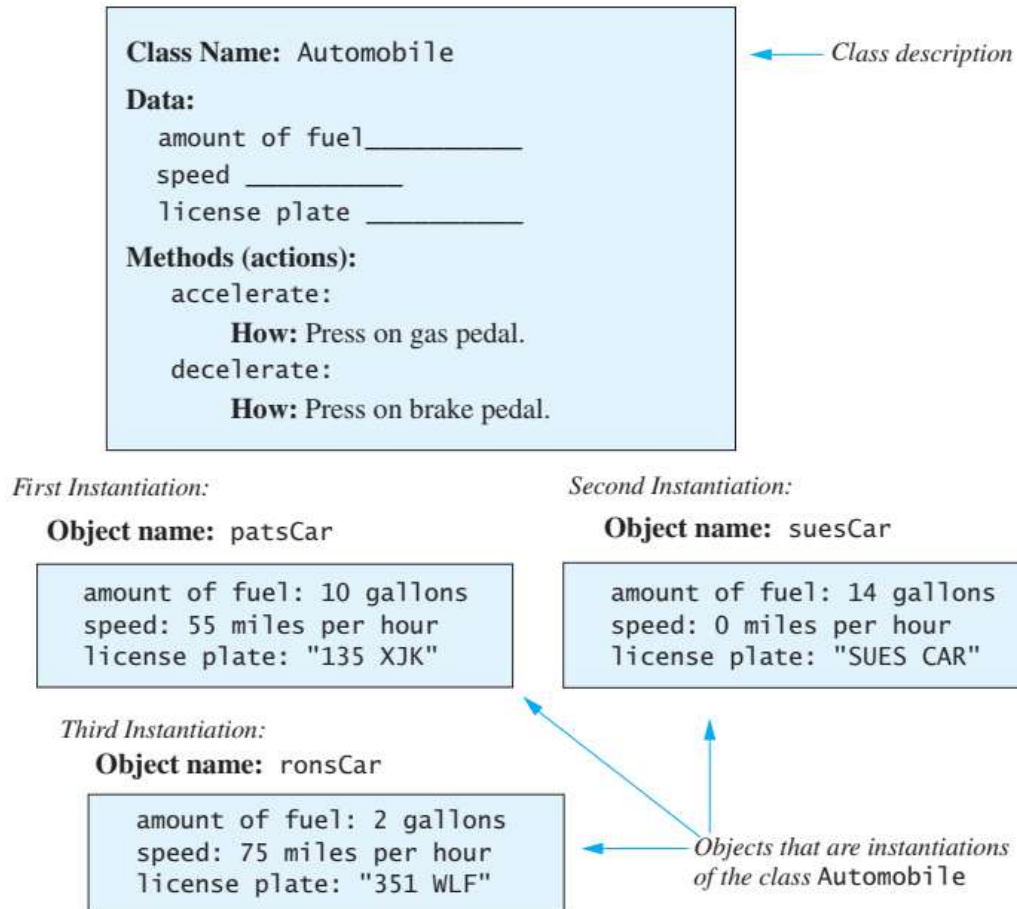 Class Name: Automobile
Class description
Data:
amount of fuel__________
speed __________
license plate __________
Methods (actions):
accelerate:
How: Press on gas pedal.
decelerate:
How: Press on brake pedal.
First Instantiation:
Object name: patsCar
amount of fuel: 10 gallons
speed: 55 miles per hour
license plate: "135 XJK"
Second Instantiation:
Object name: suesCar
amount of fuel: 14 gallons
speed: 0 miles per hour
license plate: "SUES CAR"
Third Instantiation:
Object name: ronsCar
amount of fuel: 2 gallons
speed: 75 miles per hour
license plate: "351 WLF"
Objects that are instantiations
of the class Automobile